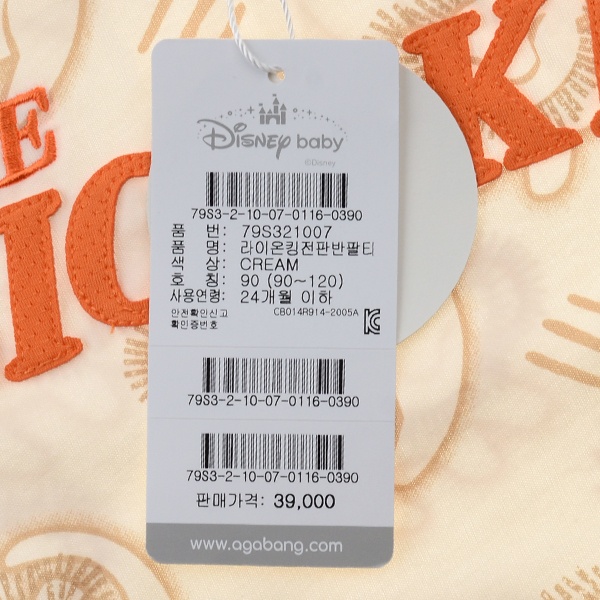 Disney baby
©Disney
79S3-2-10-07-0116-0390
품 번: 79S321007
품 명: 라이온킹전판반팔티
색 상: CREAM
호 칭: 90 (90~120)
사용연령: 24개월 이하
안전확인신고
확인증번호 CB014R914-2005A
79S3-2-10-07-0116-0390
79S3-2-10-07-0116-0390
판매가격: 39,000
www.agabang.com